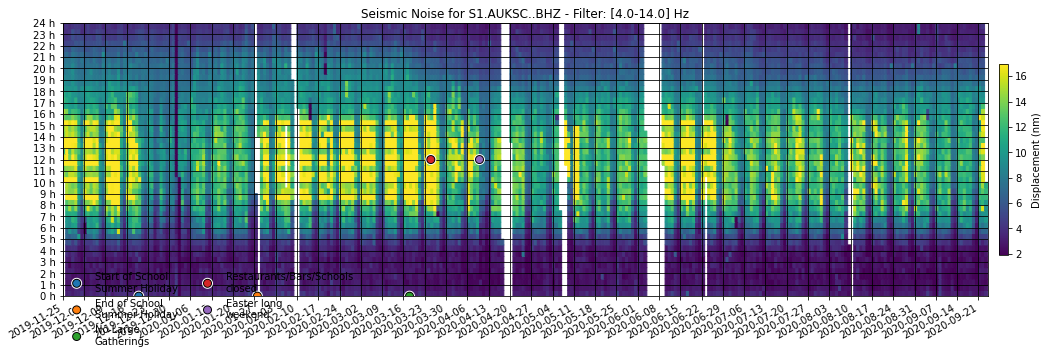 Seismic Noise for S1.AUKSC..BHZ - Filter: [4.0-14.0] Hz
24 h
23 h
22 h
21 h
20 h
19 h
18 h
17 h
16 h
15 h
14 h
13 h
12 h
11 h
10 h
9 h
8 h
7 h
6 h
5 h
4 h
3 h
2 h
1 h
0 h
Start of School
Summer Holiday
End of School
Summer Holiday
No Large
Gatherings
Restaurants/Bars/Schools
closed
Easter long
weekend
2019-11-25
2019-12-02
2020-02-10
2020-02-17
2020-02-24
2020-03-02
2020-03-09
2020-03-16
2020-03-23
2020-03-30
2020-04-06
2020-04-13
2020-04-20
2020-04-27
2020-05-04
2020-05-11
2020-05-18
2020-05-25
2020-06-01
2020-06-08
2020-06-15
2020-06-22
2020-06-29
2020-07-06
2020-07-13
2020-07-20
2020-07-27
2020-08-03
2020-08-10
2020-08-17
2020-08-24
2020-08-31
2020-09-07
2020-09-14
2020-09-21
16
14
12
10
8
6
4
2
Displacement (nm)